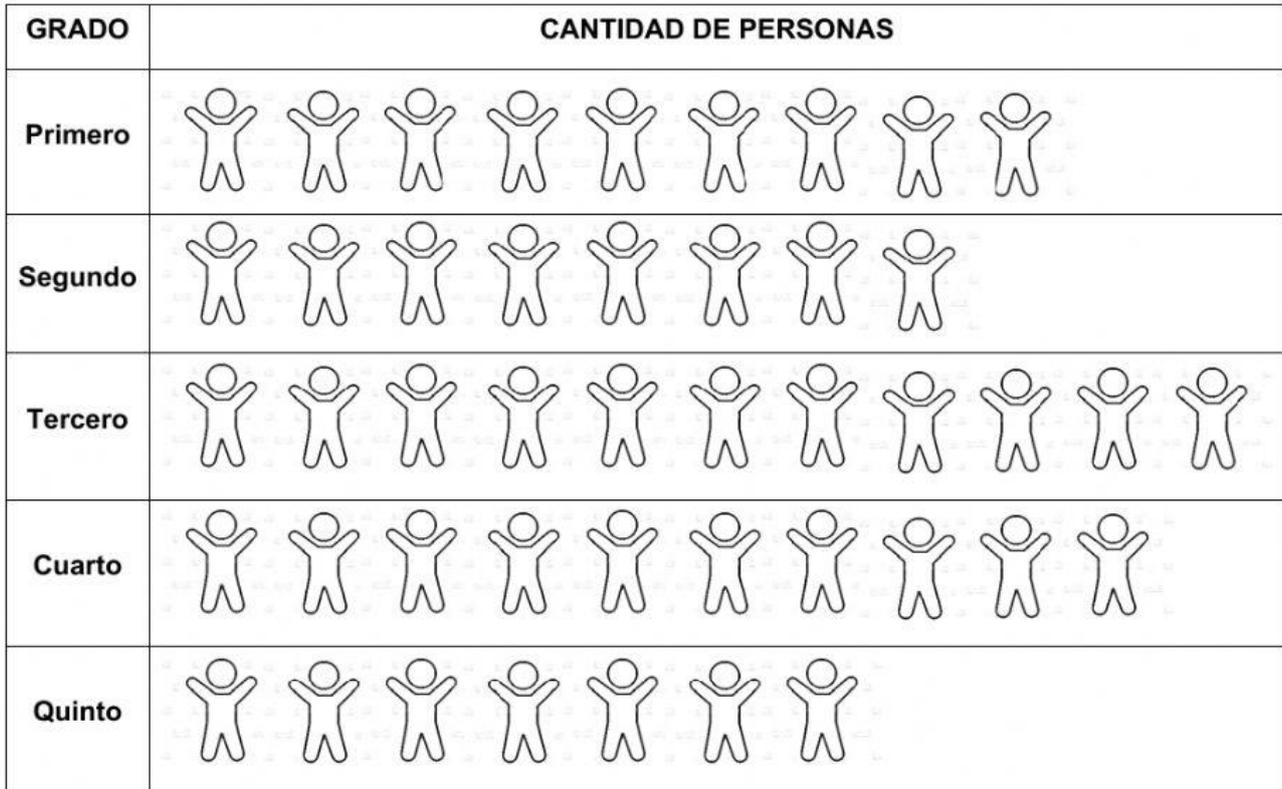 GRADO CANTIDAD DE PERSONAS
Primero
Segundo
Tercero
Cuarto
Quinto